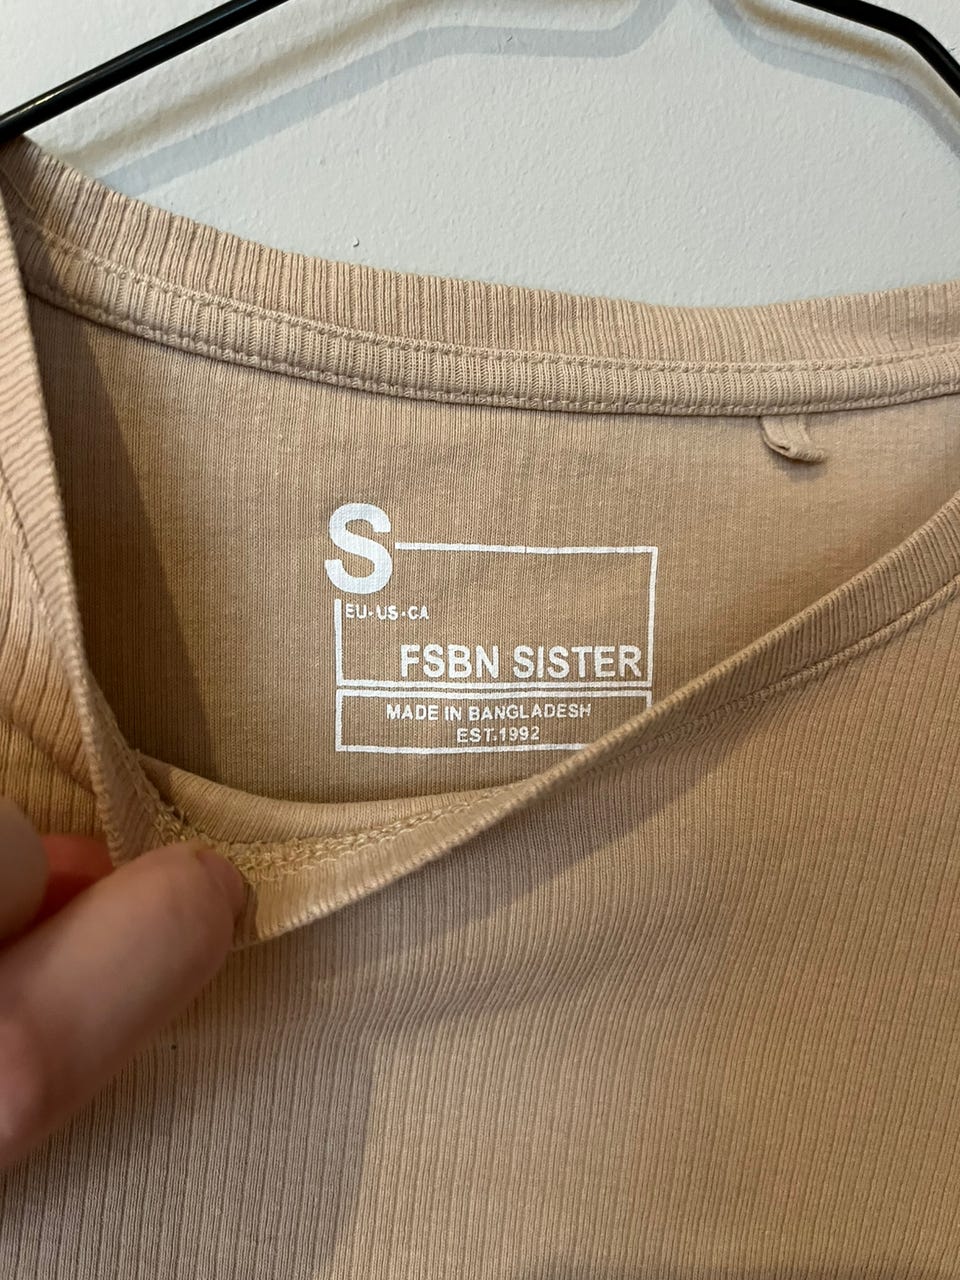 S
EU-US-CA
FSBN SISTER
MADE IN BANGLADESH
EST.1992